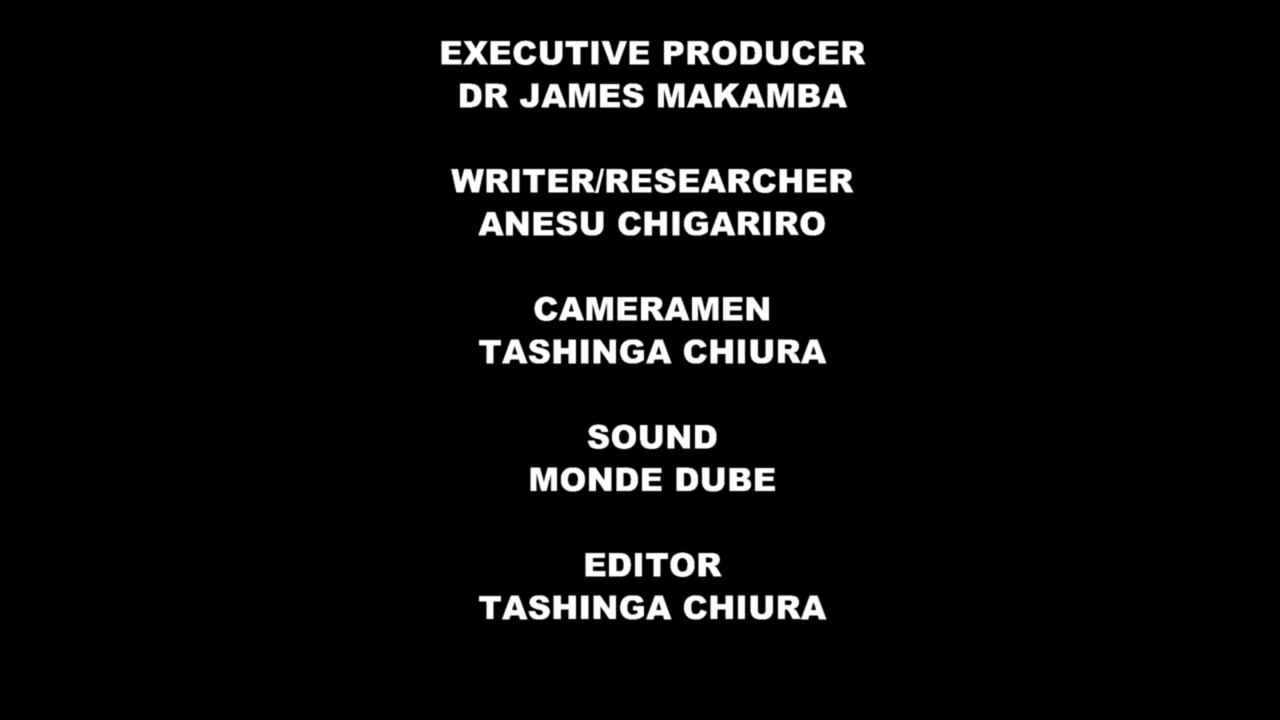 EXECUTIVE PRODUCER
DR JAMES MAKAMBA
WRITER/RESEARCHER
ANESU CHIGARIRO
CAMERAMEN
TASHINGA CHIURA
SOUND
MONDE DUBE
EDITOR
TASHINGA CHIURA